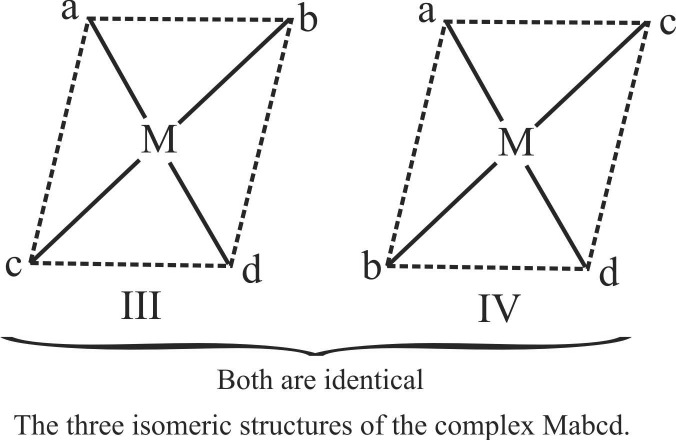 a b a c
M M
c d b d
III IV
Both are identical
The three isomeric structures of the complex Mabcd.